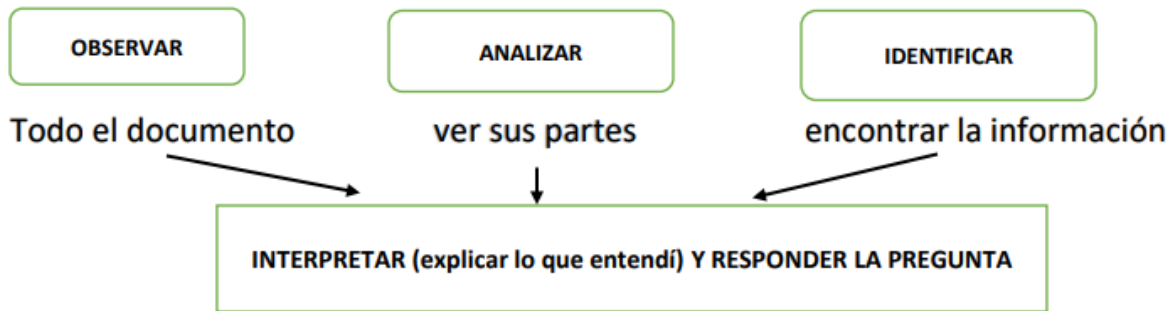 OBSERVAR
ANALIZAR
IDENTIFICAR
Todo el documento
ver sus partes
encontrar la información
INTERPRETAR (explicar lo que entendí) Y RESPONDER LA PREGUNTA